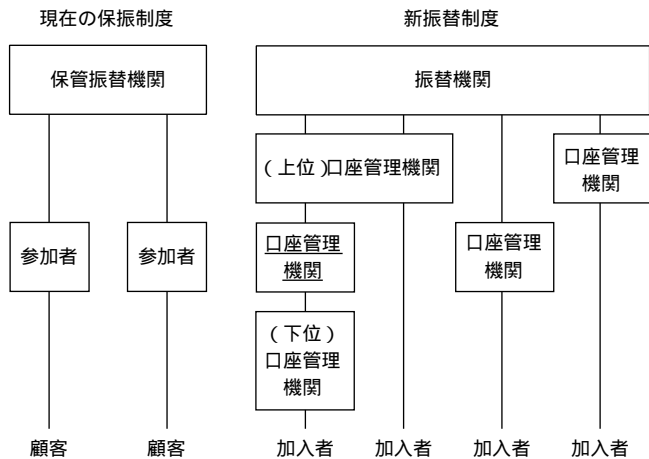 現在の保振制度
保管振替機関
参加者
参加者
顧客
顧客
新振替制度
振替機関
(上位)口座管理機関
口座管理
機関
口座管理
機関
口座管理
機関
(下位)
口座管理
機関
加入者
加入者
加入者
加入者